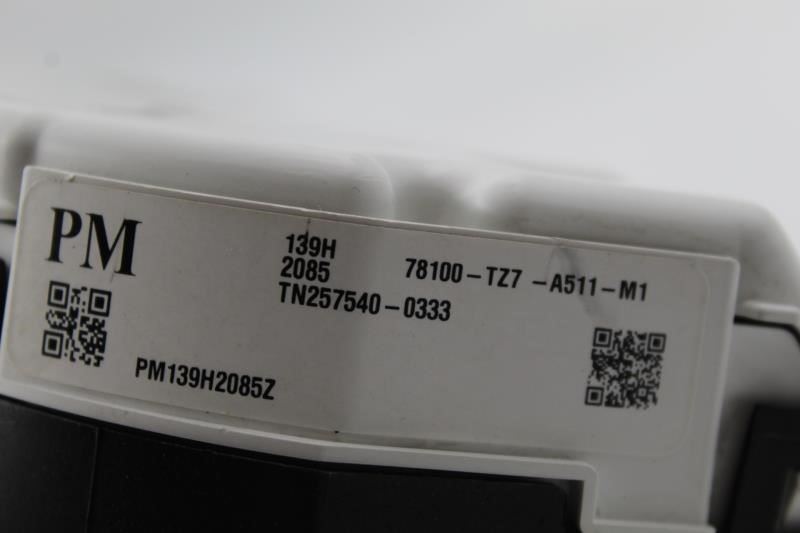 PM
139H
2085
78100-TZ7 -A511-M1
TN257540-0333
PM139H2085Z